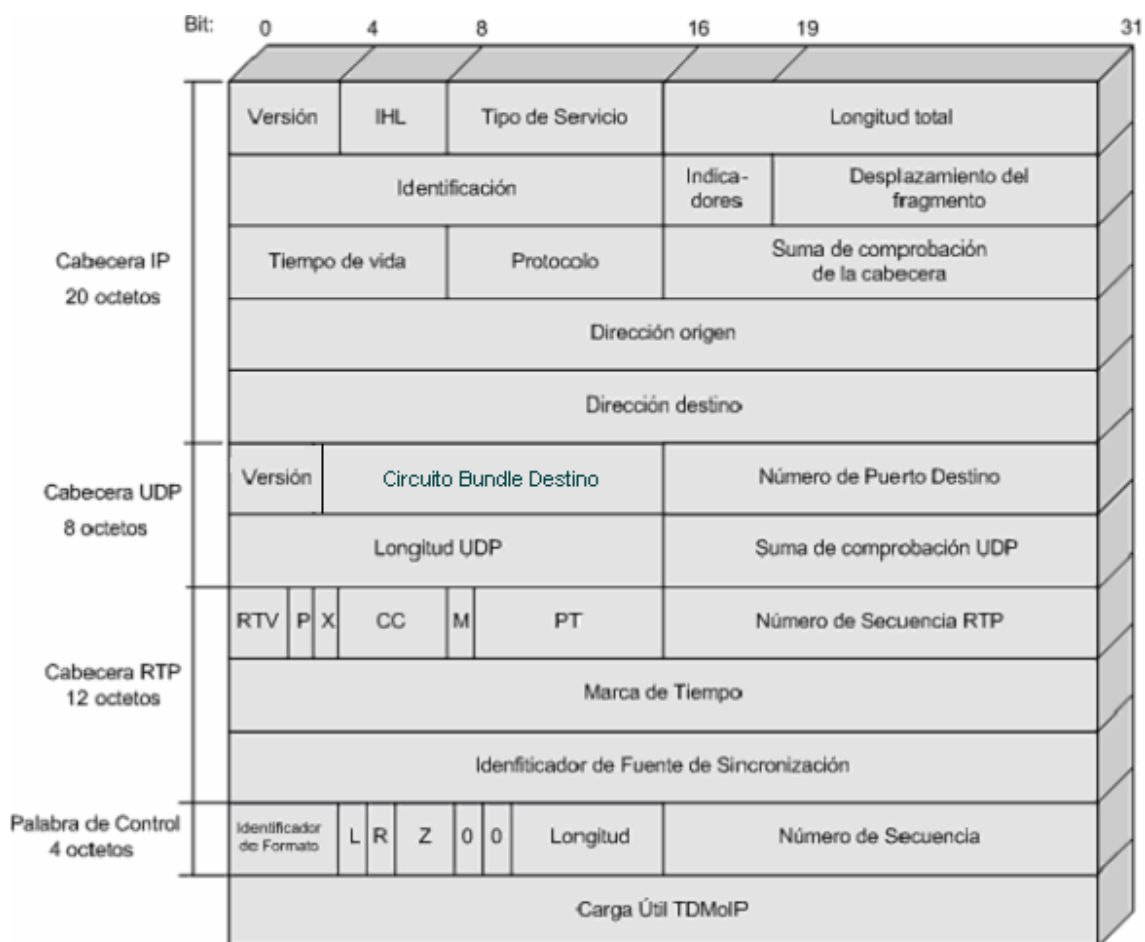 Bit: 0 4 8 16 19 31
Versión IHL Tipo de Servicio Longitud total
Identificación Indica- Desplazamiento del
dores fragmento
Cabecera IP
20 octetos
Tiempo de vida Protocolo Suma de comprobación
de la cabecera
Dirección origen
Dirección destino
Cabecera UDP
8 octetos
Versión Circuito Bundle Destino Número de Puerto Destino
Longitud UDP Suma de comprobación UDP
Cabecera RTP
12 octetos
RTV P X CC M PT Número de Secuencia RTP
Marca de Tiempo
Idenfiticador de Fuente de Sincronización
Palabra de Control
4 octetos
Identificador
de Formato L R Z 0 0 Longitud Número de Secuencia
Carga Útil TDMoIP